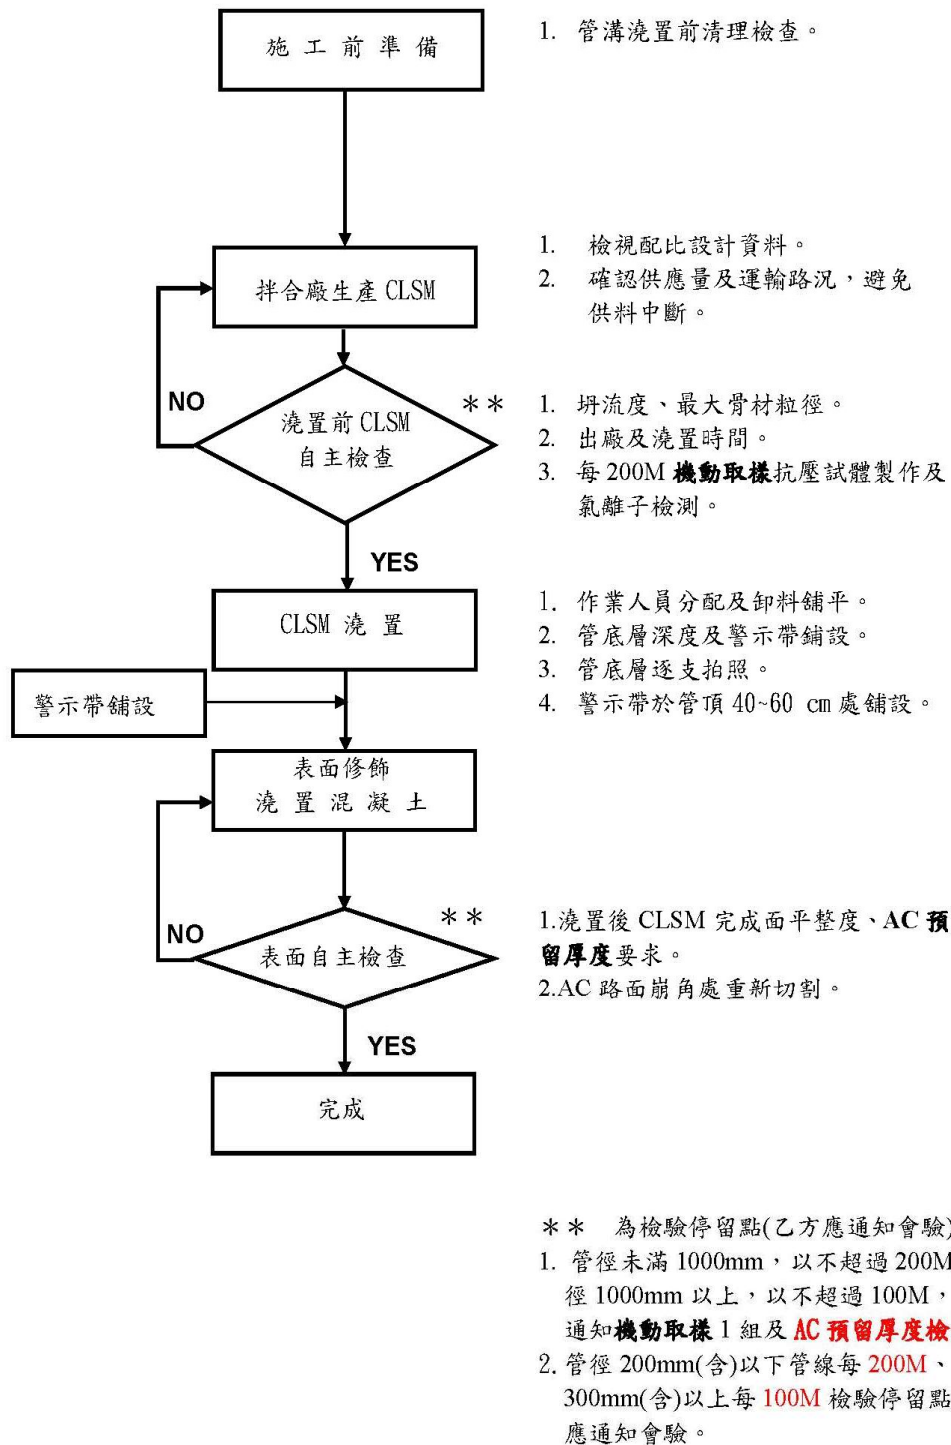 施 工 前 準 備
1. 管溝澆置前清理檢查。
拌合廠生產 CLSM
1. 檢視配比設計資料。
2. 確認供應量及運輸路況，避免
供料中斷。
NO
澆置前 CLSM
自主檢查
＊＊
1. 坍流度、最大骨材粒徑。
2. 出廠及澆置時間。
3. 每 200M 機動取樣抗壓試體製作及
氯離子檢測。
YES
CLSM 澆 置
1. 作業人員分配及卸料舖平。
2. 管底層深度及警示帶鋪設。
3. 管底層逐支拍照。
4. 警示帶於管頂 40~60 cm 處舖設。
警示帶舖設
表面修飾
澆 置 混 凝 土
NO
表面自主檢查
＊＊
1.澆置後 CLSM 完成面平整度、AC 預
留厚度要求。
2.AC 路面崩角處重新切割。
YES
完成
＊＊ 為檢驗停留點(乙方應通知會驗)
1. 管徑未滿 1000mm，以不超過 200M
徑 1000mm 以上，以不超過 100M，
通知機動取樣 1 組及 AC 預留厚度檢
2. 管徑 200mm(含)以下管線每 200M、
300mm(含)以上每 100M 檢驗停留點
應通知會驗。